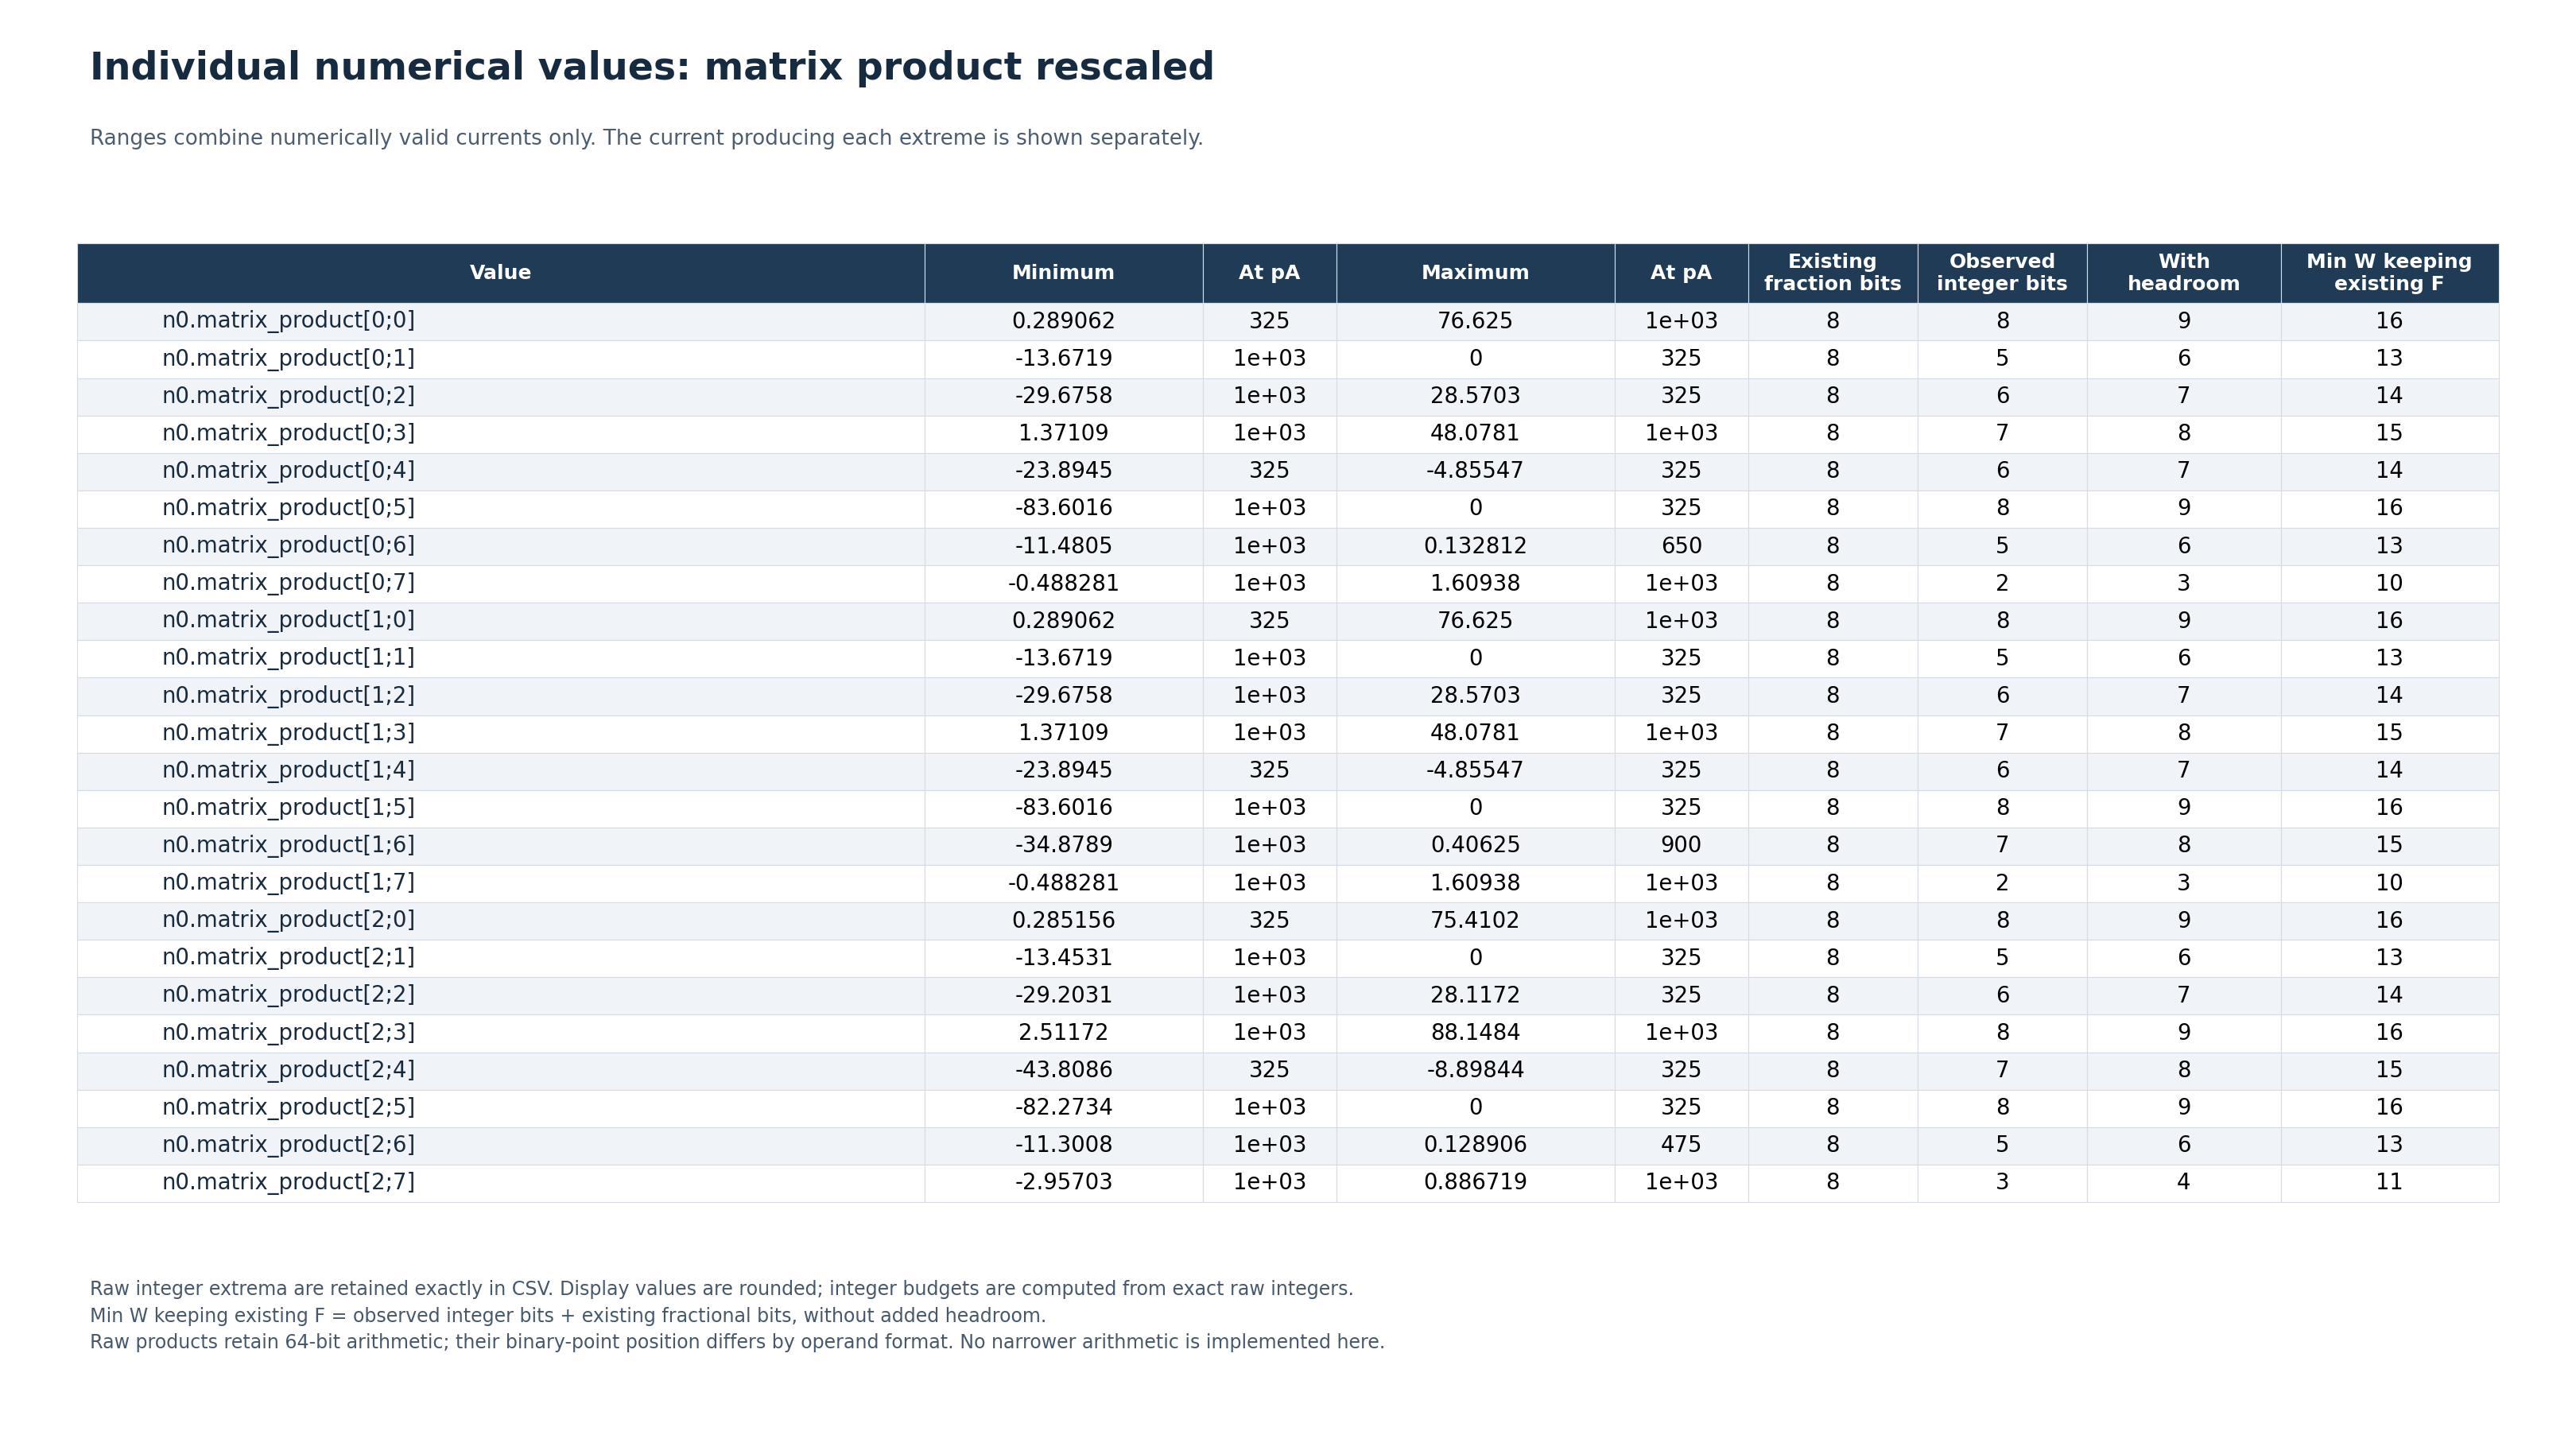 Individual numerical values: matrix product rescaled
Ranges combine numerically valid currents only. The current producing each extreme is shown separately.
Value Minimum At pA Maximum At pA Existing fraction bits Observed integer bits With headroom Min W keeping existing F
n0.matrix_product[0;0] 0.289062 325 76.625 1e+03 8 8 9 16
n0.matrix_product[0;1] -13.6719 1e+03 0 325 8 5 6 13
n0.matrix_product[0;2] -29.6758 1e+03 28.5703 325 8 6 7 14
n0.matrix_product[0;3] 1.37109 1e+03 48.0781 1e+03 8 7 8 15
n0.matrix_product[0;4] -23.8945 325 -4.85547 325 8 6 7 14
n0.matrix_product[0;5] -83.6016 1e+03 0 325 8 8 9 16
n0.matrix_product[0;6] -11.4805 1e+03 0.132812 650 8 5 6 13
n0.matrix_product[0;7] -0.488281 1e+03 1.60938 1e+03 8 2 3 10
n0.matrix_product[1;0] 0.289062 325 76.625 1e+03 8 8 9 16
n0.matrix_product[1;1] -13.6719 1e+03 0 325 8 5 6 13
n0.matrix_product[1;2] -29.6758 1e+03 28.5703 325 8 6 7 14
n0.matrix_product[1;3] 1.37109 1e+03 48.0781 1e+03 8 7 8 15
n0.matrix_product[1;4] -23.8945 325 -4.85547 325 8 6 7 14
n0.matrix_product[1;5] -83.6016 1e+03 0 325 8 8 9 16
n0.matrix_product[1;6] -34.8789 1e+03 0.40625 900 8 7 8 15
n0.matrix_product[1;7] -0.488281 1e+03 1.60938 1e+03 8 2 3 10
n0.matrix_product[2;0] 0.285156 325 75.4102 1e+03 8 8 9 16
n0.matrix_product[2;1] -13.4531 1e+03 0 325 8 5 6 13
n0.matrix_product[2;2] -29.2031 1e+03 28.1172 325 8 6 7 14
n0.matrix_product[2;3] 2.51172 1e+03 88.1484 1e+03 8 8 9 16
n0.matrix_product[2;4] -43.8086 325 -8.89844 325 8 7 8 15
n0.matrix_product[2;5] -82.2734 1e+03 0 325 8 8 9 16
n0.matrix_product[2;6] -11.3008 1e+03 0.128906 475 8 5 6 13
n0.matrix_product[2;7] -2.95703 1e+03 0.886719 1e+03 8 3 4 11
Raw integer extrema are retained exactly in CSV. Display values are rounded; integer budgets are computed from exact raw integers.
Min W keeping existing F = observed integer bits + existing fractional bits, without added headroom.
Raw products retain 64-bit arithmetic; their binary-point position differs by operand format. No narrower arithmetic is implemented here.